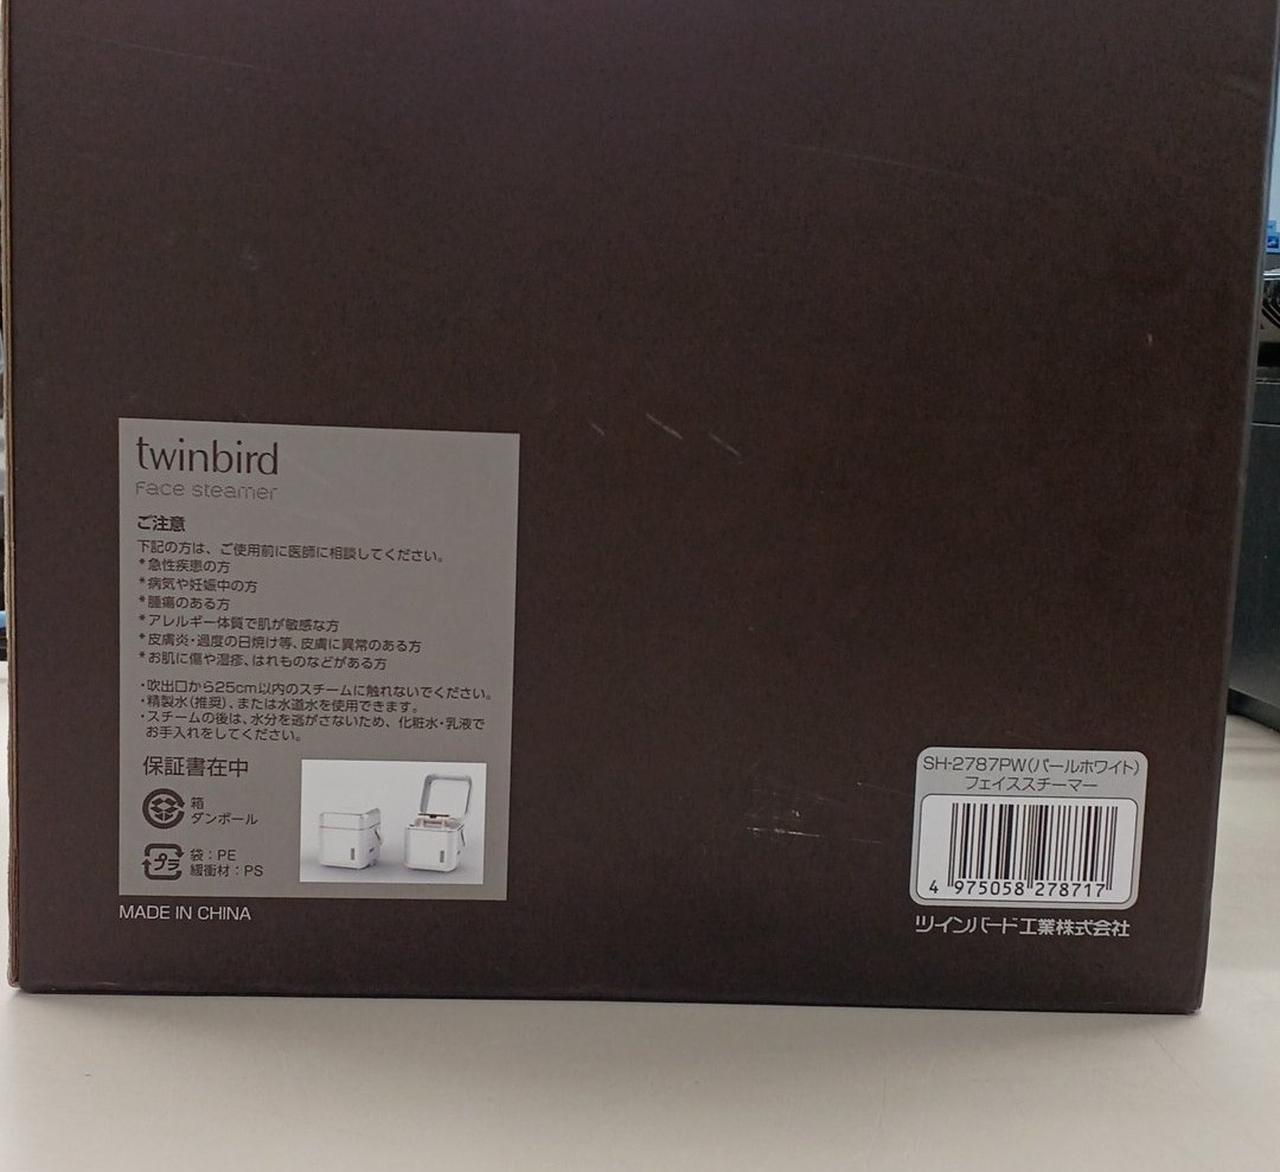 twinbird
Face steamer
ご注意
下記の方は、ご使用前に医師に相談してください。
*急性疾患の方
*病気や妊娠中の方
*腫瘍のある方
*アレルギー体質で肌が敏感な方
*皮膚炎・過度の日焼け等、皮膚に異常のある方
*お肌に傷や湿疹、はれものなどがある方
・吹出口から25cm以内のスチームに触れないでください。
・精製水(推奨)、または水道水を使用できます。
・スチームの後は、水分を逃がさないため、化粧水・乳液で
お手入れをしてください。
保証書在中
箱
ダンボール
プラ
袋:PE
緩衝材:PS
MADE IN CHINA
SH-2787PW(パールホワイト)
フェイススチーマー
4 975058 278717
ツインバード工業株式会社